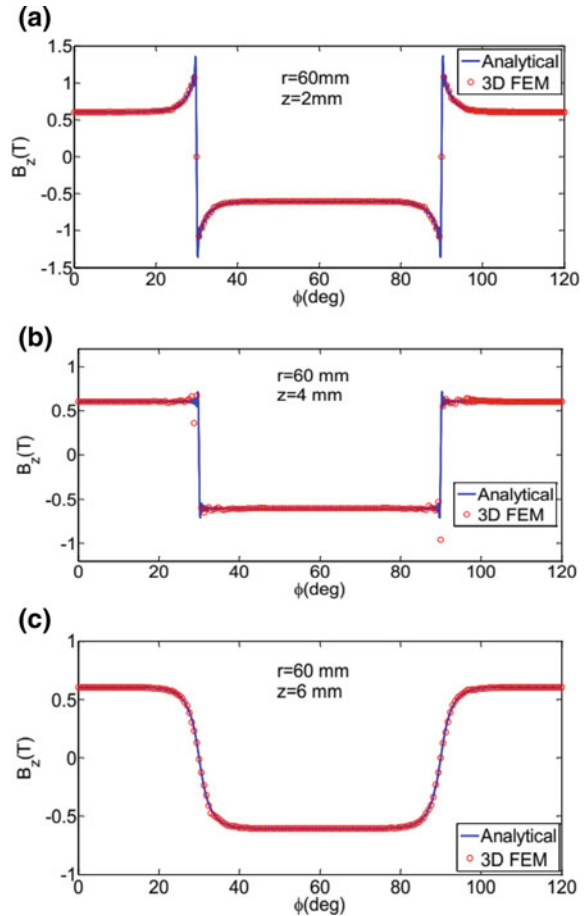 (a)
1.5
1
0.5
0
-0.5
-1
-1.5
B_z(T)
r=60mm
z=2mm
Analytical
3D FEM
0 20 40 60 80 100 120
ϕ(deg)
(b)
1
0.5
0
-0.5
-1
B_z(T)
r=60 mm
z=4 mm
Analytical
3D FEM
0 20 40 60 80 100 120
ϕ(deg)
(c)
1
0.5
0
-0.5
-1
B_z(T)
r=60 mm
z=6 mm
Analytical
3D FEM
0 20 40 60 80 100 120
ϕ(deg)